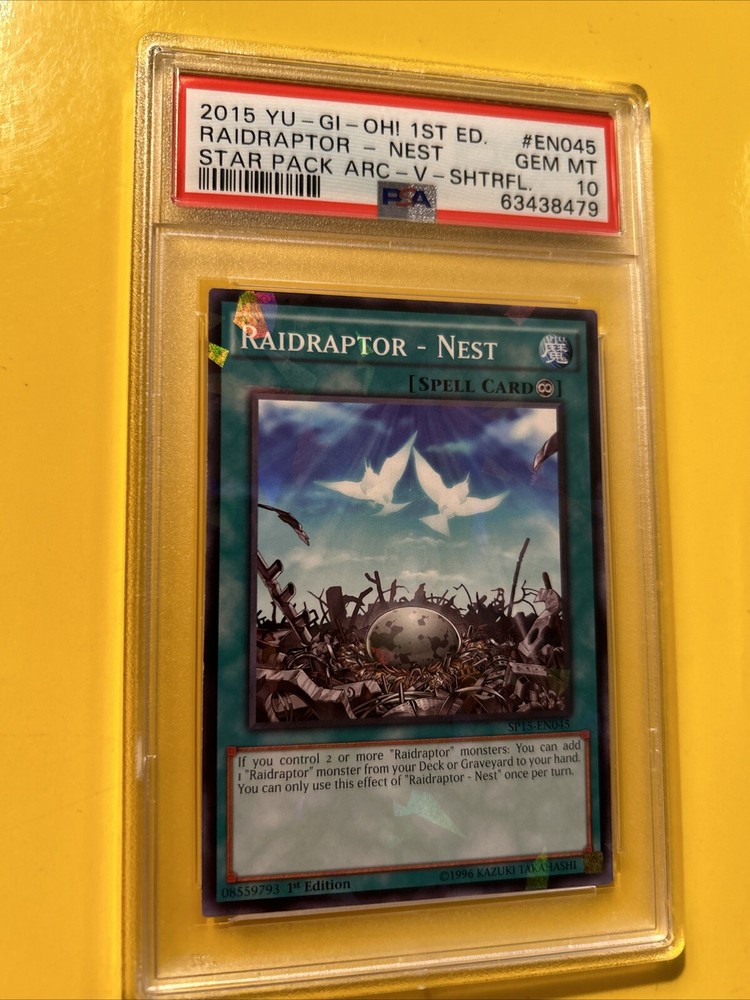 2015 YU-GI-OH! 1ST ED. #EN045
RAIDRAPTOR - NEST GEM MT
STAR PACK ARC-V-SHTRFL. 10
PSA 63438479
RAIDRAPTOR - NEST 魔
[SPELL CARD∞]
SP15-EN045
If you control 2 or more "Raidraptor" monsters: You can add
1 "Raidraptor" monster from your Deck or Graveyard to your hand.
You can only use this effect of "Raidraptor - Nest" once per turn.
08559793 1st Edition ©1996 KAZUKI TAKAHASHI